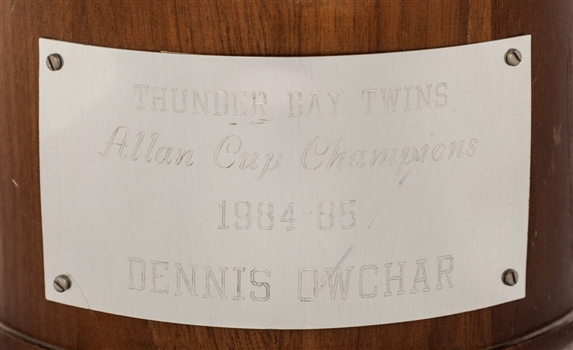 THUNDER BAY TWINS
Allan Cup Champions
1984-85
DENNIS OWCHAR